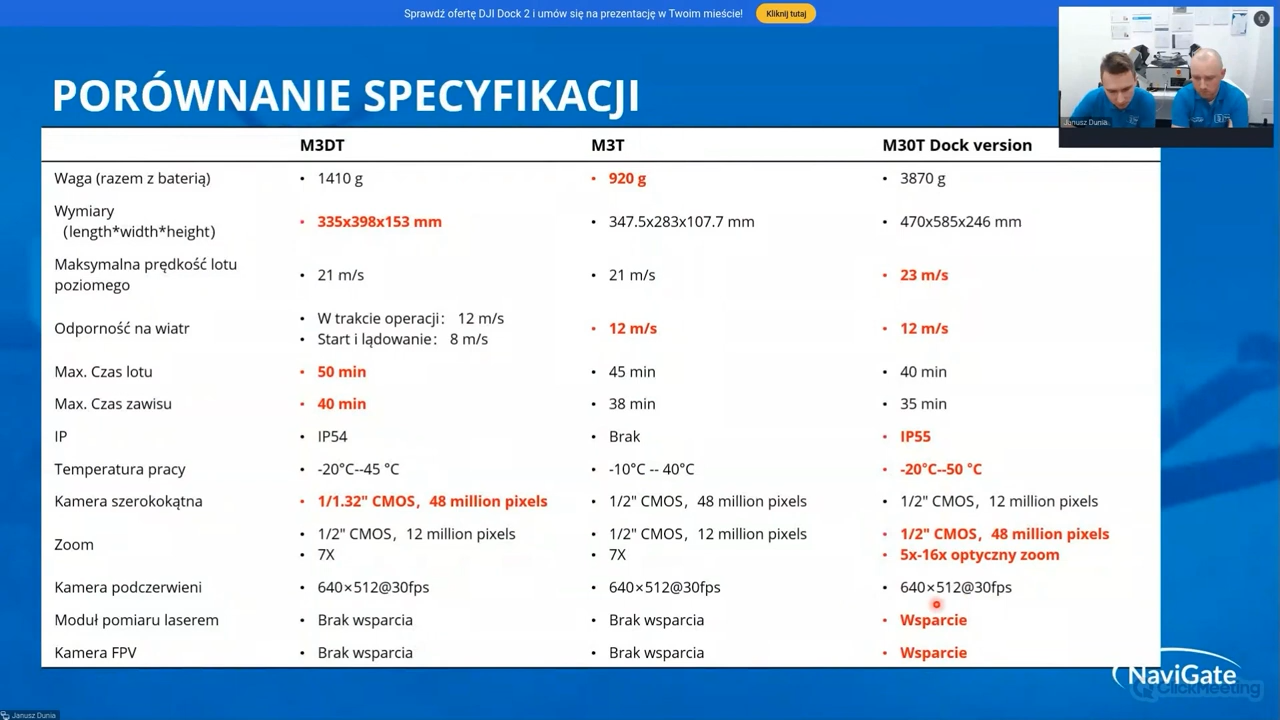 Sprawdź ofertę DJI Dock 2 i umów się na prezentację w Twoim mieście!
Kliknij tutaj
PORÓWNANIE SPECYFIKACJI
Janusz Dunia
M3DT M3T M30T Dock version
Waga (razem z baterią) • 1410 g • 920 g • 3870 g
Wymiary
(length*width*height) • 335x398x153 mm • 347.5x283x107.7 mm • 470x585x246 mm
Maksymalna prędkość lotu
poziomego • 21 m/s • 21 m/s • 23 m/s
Odporność na wiatr • W trakcie operacji: 12 m/s
• Start i lądowanie: 8 m/s • 12 m/s • 12 m/s
Max. Czas lotu • 50 min • 45 min • 40 min
Max. Czas zawisu • 40 min • 38 min • 35 min
IP • IP54 • Brak • IP55
Temperatura pracy • -20°C--45 °C • -10°C -- 40°C • -20°C--50 °C
Kamera szerokokątna • 1/1.32" CMOS, 48 million pixels • 1/2" CMOS, 48 million pixels • 1/2" CMOS, 12 million pixels
Zoom • 1/2" CMOS, 12 million pixels • 1/2" CMOS, 12 million pixels • 1/2" CMOS, 48 million pixels
• 7X • 7X • 5x-16x optyczny zoom
Kamera podczerwieni • 640×512@30fps • 640×512@30fps • 640×512@30fps
Moduł pomiaru laserem • Brak wsparcia • Brak wsparcia • Wsparcie
Kamera FPV • Brak wsparcia • Brak wsparcia • Wsparcie
NaviGate
ClickMeeting
Janusz Dunia